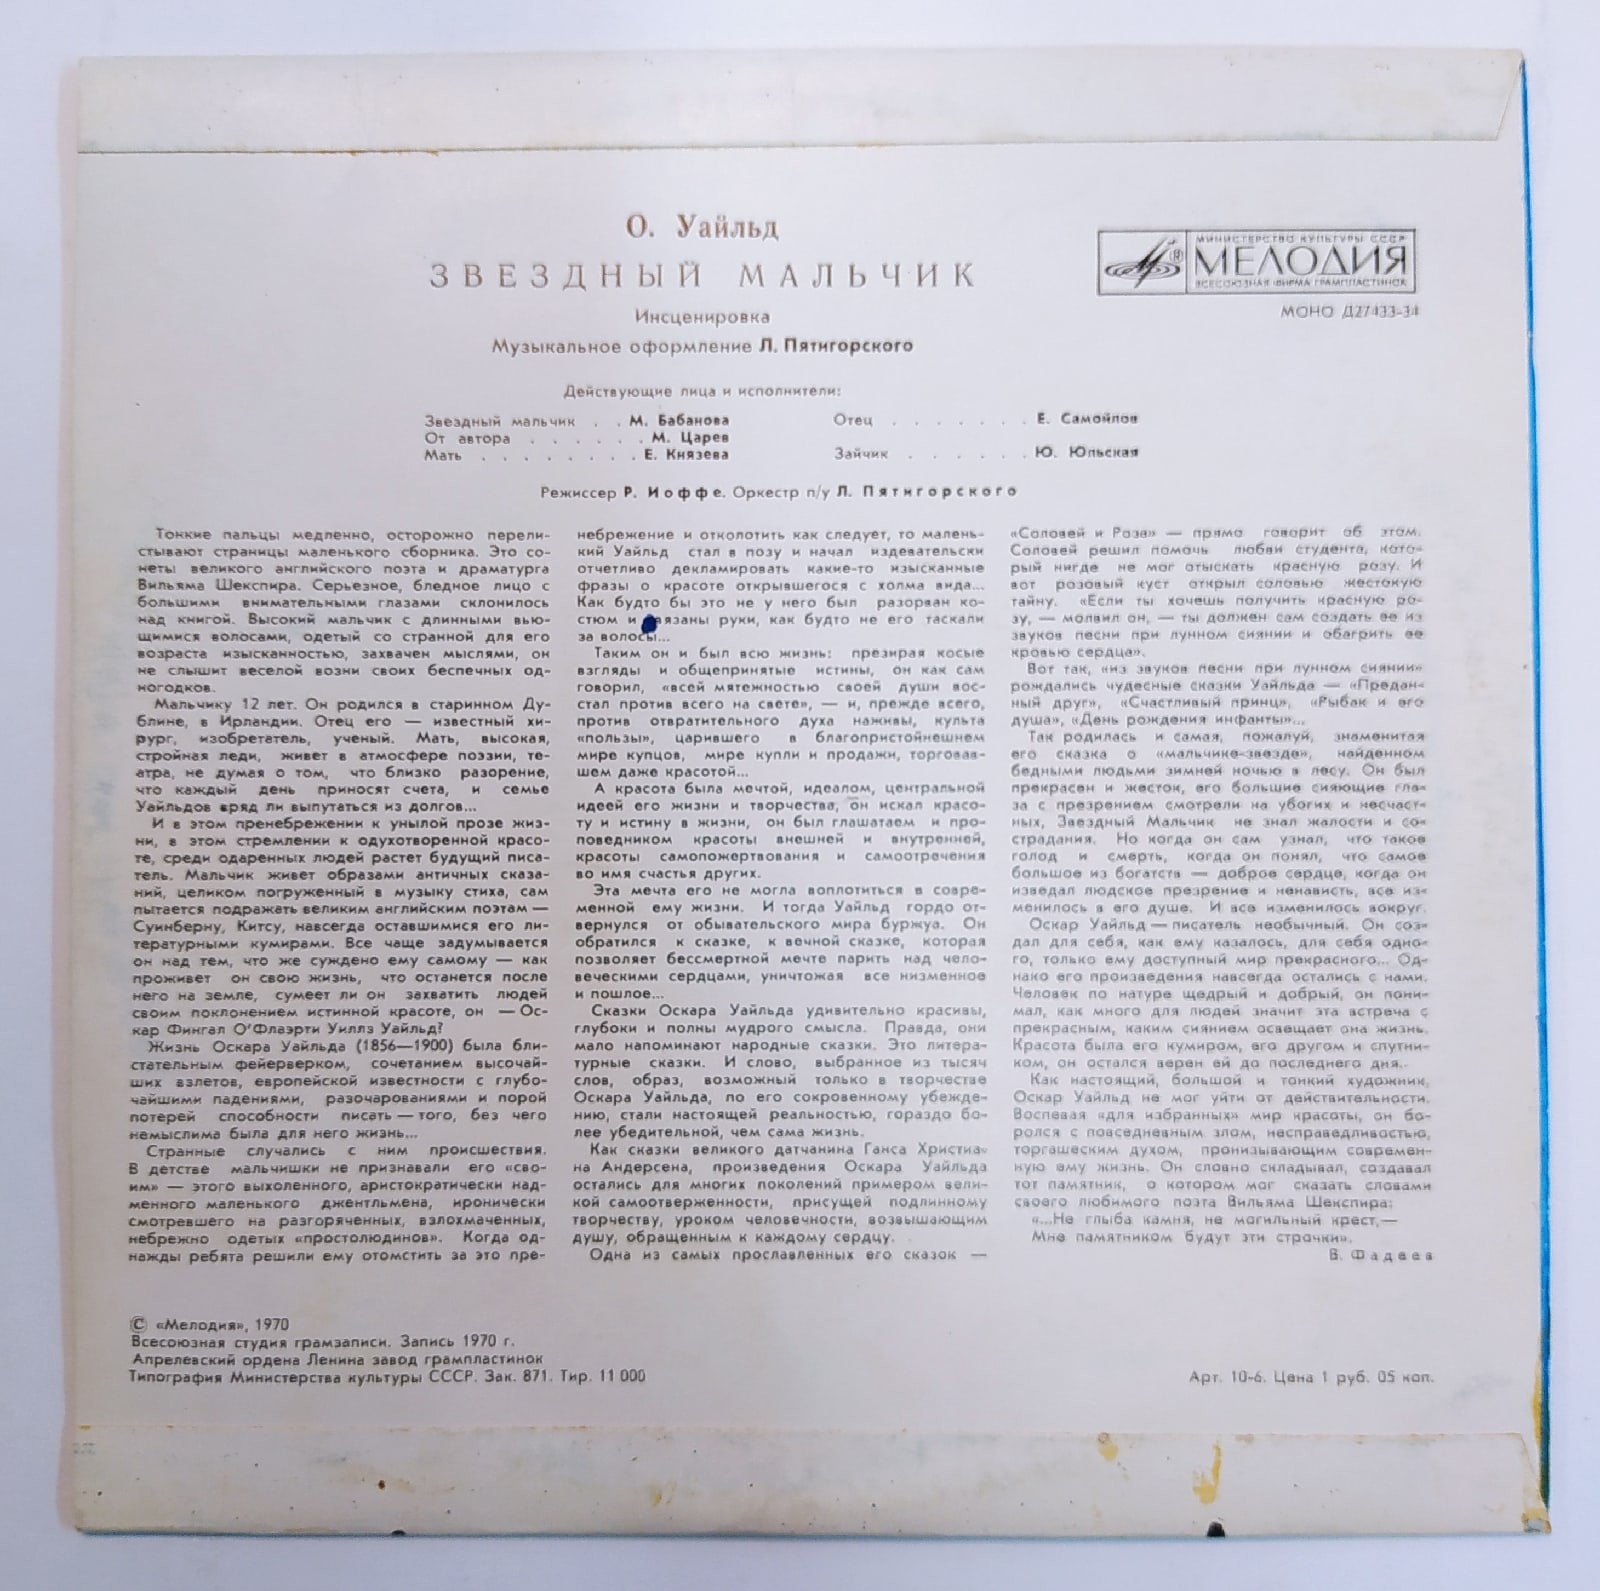 О. Уайльд
ЗВЕЗДНЫЙ МАЛЬЧИК
Инсценировка
Музыкальное оформление Л. Пятигорского
МИНИСТЕРСТВО КУЛЬТУРЫ СССР
МЕЛОДИЯ
ВСЕСОЮЗНАЯ ФИРМА ГРАМПЛАСТИНОК
МОНО Д27433-34
Действующие лица и исполнители:
Звездный мальчик . . М. Бабанова
От автора . . . . . . М. Царев
Мать . . . . . . . . Е. Князева
Отец . . . . . . . Е. Самойлов
Зайчик . . . . . . Ю. Юльская
Режиссер Р. Иоффе. Оркестр п/у Л. Пятигорского
Тонкие пальцы медленно, осторожно перели-
стывают страницы маленького сборника. Это со-
неты великого английского поэта и драматурга
Вильяма Шекспира. Серьезное, бледное лицо с
большими внимательными глазами склонилось
над книгой. Высокий мальчик с длинными вью-
щимися волосами, одетый со странной для его
возраста изысканностью, захвачен мыслями, он
не слышит веселой возни своих беспечных од-
ногодков.
Мальчику 12 лет. Он родился в старинном Ду-
блине, в Ирландии. Отец его — известный хи-
рург, изобретатель, ученый. Мать, высокая,
стройная леди, живет в атмосфере поэзии, те-
атра, не думая о том, что близко разорение,
что каждый день приносят счета, и семье
Уайльдов вряд ли выпутаться из долгов...
И в этом пренебрежении к унылой прозе жиз-
ни, в этом стремлении к одухотворенной красо-
те, среди одаренных людей растет будущий писа-
тель. Мальчик живет образами античных сказа-
ний, целиком погруженный в музыку стиха, сам
пытается подражать великим английским поэтам —
Суинберну, Китсу, навсегда оставшимися его ли-
тературными кумирами. Все чаще задумывается
он над тем, что же суждено ему самому — как
проживет он свою жизнь, что останется после
него на земле, сумеет ли он захватить людей
своим поклонением истинной красоте, он — Ос-
кар Фингал О'Флаэрти Уиллз Уайльд?
Жизнь Оскара Уайльда (1856—1900) была бли-
стательным фейерверком, сочетанием высочай-
ших взлетов, европейской известности с глубо-
чайшими падениями, разочарованиями и порой
потерей способности писать — того, без чего
немыслима была для него жизнь...
Странные случались с ним происшествия.
В детстве мальчишки не признавали его «сво-
им» — этого выхоленного, аристократически над-
менного маленького джентльмена, иронически
смотревшего на разгоряченных, взлохмаченных,
небрежно одетых «простолюдинов». Когда од-
нажды ребята решили ему отомстить за это пре-
небрежение и отколотить как следует, то малень-
кий Уайльд стал в позу и начал издевательски
отчетливо декламировать какие-то изысканные
фразы о красоте открывшегося с холма вида...
Как будто бы это не у него был разорван ко-
стюм и связаны руки, как будто не его таскали
за волосы...
Таким он и был всю жизнь: презирая косые
взгляды и общепринятые истины, он как сам
говорил, «всей мятежностью своей души вос-
стал против всего на свете», — и, прежде всего,
против отвратительного духа наживы, культа
«пользы», царившего в благопристойнешнем
мире купцов, мире купли и продажи, торговав-
шем даже красотой...
А красота была мечтой, идеалом, центральной
идеей его жизни и творчества, он искал красо-
ту и истину в жизни, он был глашатаем и про-
поведником красоты внешней и внутренней,
красоты самопожертвования и самоотречения
во имя счастья других.
Эта мечта его не могла воплотиться в совре-
менной ему жизни. И тогда Уайльд гордо от-
вернулся от обывательского мира буржуа. Он
обратился к сказке, к вечной сказке, которая
позволяет бессмертной мечте парить над чело-
веческими сердцами, уничтожая все низменное
и пошлое...
Сказки Оскара Уайльда удивительно красивы,
глубоки и полны мудрого смысла. Правда, они
мало напоминают народные сказки. Это литера-
турные сказки. И слово, выбранное из тысяч
слов, образ, возможный только в творчестве
Оскара Уайльда, по его сокровенному убежде-
нию, стали настоящей реальностью, гораздо бо-
лее убедительной, чем сама жизнь.
Как сказки великого датчанина Ганса Христиа-
на Андерсена, произведения Оскара Уайльда
остались для многих поколений примером вели-
кой самоотверженности, присущей подлинному
творчеству, уроком человечности, возвышающим
душу, обращенным к каждому сердцу.
Одна из самых прославленных его сказок —
«Соловей и Роза» — прямо говорит об этом.
Соловей решил помочь любви студента, кото-
рый нигде не мог отыскать красную розу. И
вот розовый куст открыл соловью жестокую
тайну. «Если ты хочешь получить красную ро-
зу, — молвил он, — ты должен сам создать ее из
звуков песни при лунном сиянии и обагрить ее
кровью сердца».
Вот так, «из звуков песни при лунном сиянии»
рождались чудесные сказки Уайльда — «Предан-
ный друг», «Счастливый принц», «Рыбак и его
душа», «День рождения инфанты»...
Так родилась и самая, пожалуй, знаменитая
его сказка о «мальчике-звезде», найденном
бедными людьми зимней ночью в лесу. Он был
прекрасен и жесток, его большие сияющие гла-
за с презрением смотрели на убогих и несчаст-
ных, Звездный Мальчик не знал жалости и со-
страдания. Но когда он сам узнал, что такое
голод и смерть, когда он понял, что самое
большое из богатств — доброе сердце, когда он
изведал людское презрение и ненависть, все из-
менилось в его душе. И все изменилось вокруг.
Оскар Уайльд — писатель необычный. Он соз-
дал для себя, как ему казалось, для себя одно-
го, только ему доступный мир прекрасного... Од-
нако его произведения навсегда остались с нами.
Человек по натуре щедрый и добрый, он пони-
мал, как много для людей значит эта встреча с
прекрасным, каким сиянием освещает она жизнь.
Красота была его кумиром, его другом и спутни-
ком, он остался верен ей до последнего дня.
Как настоящий, большой и тонкий художник,
Оскар Уайльд не мог уйти от действительности.
Воспевая «для избранных» мир красоты, он бо-
ролся с повседневным злом, несправедливостью,
торгашеским духом, пронизывающим современ-
ную ему жизнь. Он словно складывал, создавал
тот памятник, о котором мог сказать словами
своего любимого поэта Вильяма Шекспира:
«...Не глыба камня, не могильный крест,—
Мне памятником будут эти строчки».
В. Фадеев
© «Мелодия», 1970
Всесоюзная студия грамзаписи. Запись 1970 г.
Апрелевский ордена Ленина завод грампластинок
Типография Министерства культуры СССР. Зак. 871. Тир. 11 000
Арт. 10-6. Цена 1 руб. 05 коп.